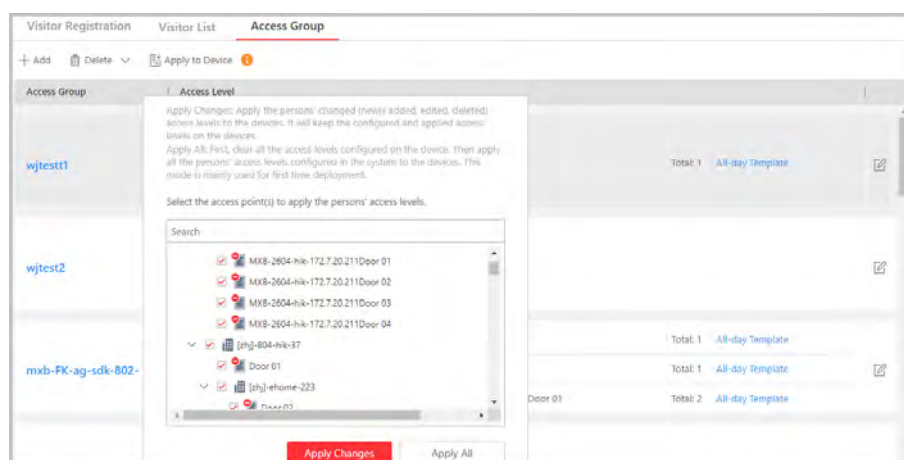 Visitor Registration Visitor List Access Group
Add Delete Apply to Device
Access Group Access Level
Apply Changes: Apply the persons' changed (newly added, edited, deleted)
access levels to the devices. It will keep the configured and applied access
levels on the devices.
Apply All: First, clear all the access levels configured on the device. Then apply
all the persons' access levels configured in the system to the devices. This
mode is mainly used for first time deployment.
Select the access point(s) to apply the persons' access levels.
Search
MXB-2604-hik-172.7.20.211Door 01
MXB-2604-hik-172.7.20.211Door 02
MXB-2604-hik-172.7.20.211Door 03
MXB-2604-hik-172.7.20.211Door 04
[zhj]-804-hik-37
Door 01
[zhj]-ehome-223
Door 02
Apply Changes Apply All
wjtestt1 Total: 1 All-day Template
wjtest2
mxb-FK-ag-sdk-802-
Total: 1 All-day Template
Total: 1 All-day Template
Door 01 Total: 2 All-day Template